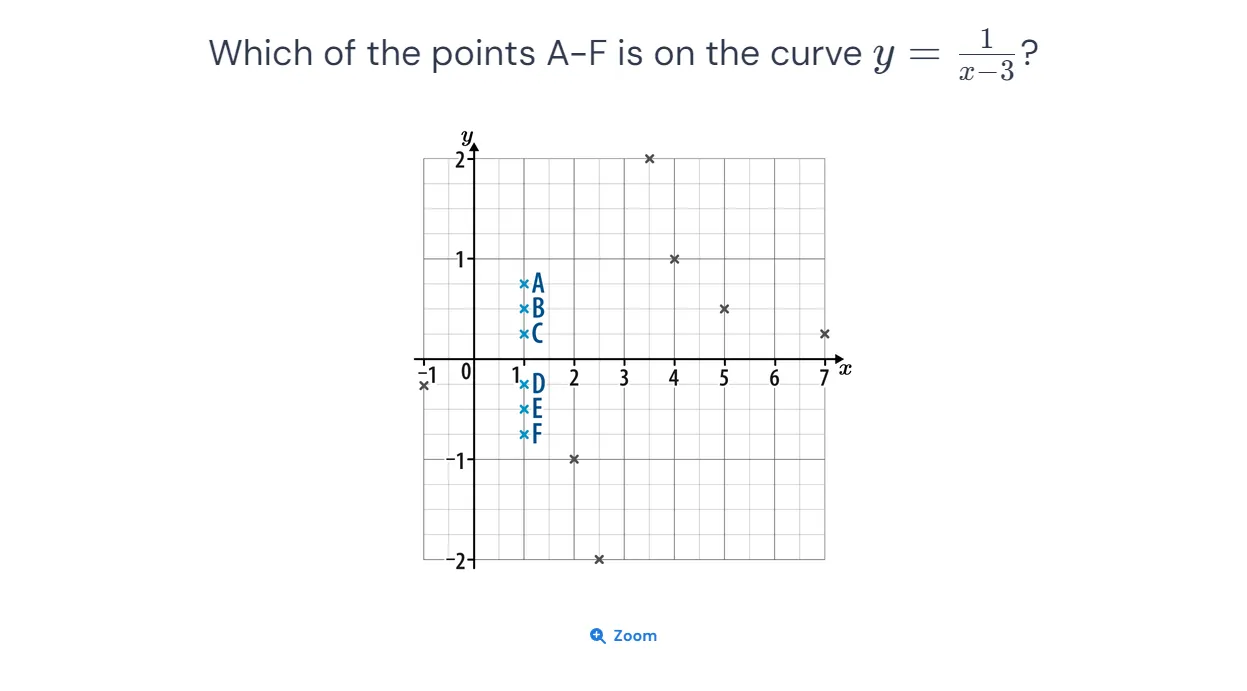 Which of the points A–F is on the curve y = 1/(x−3)?
y
2
1
A
B
C
−1 0 1 2 3 4 5 6 7 x
D
E
F
−1
−2
Zoom